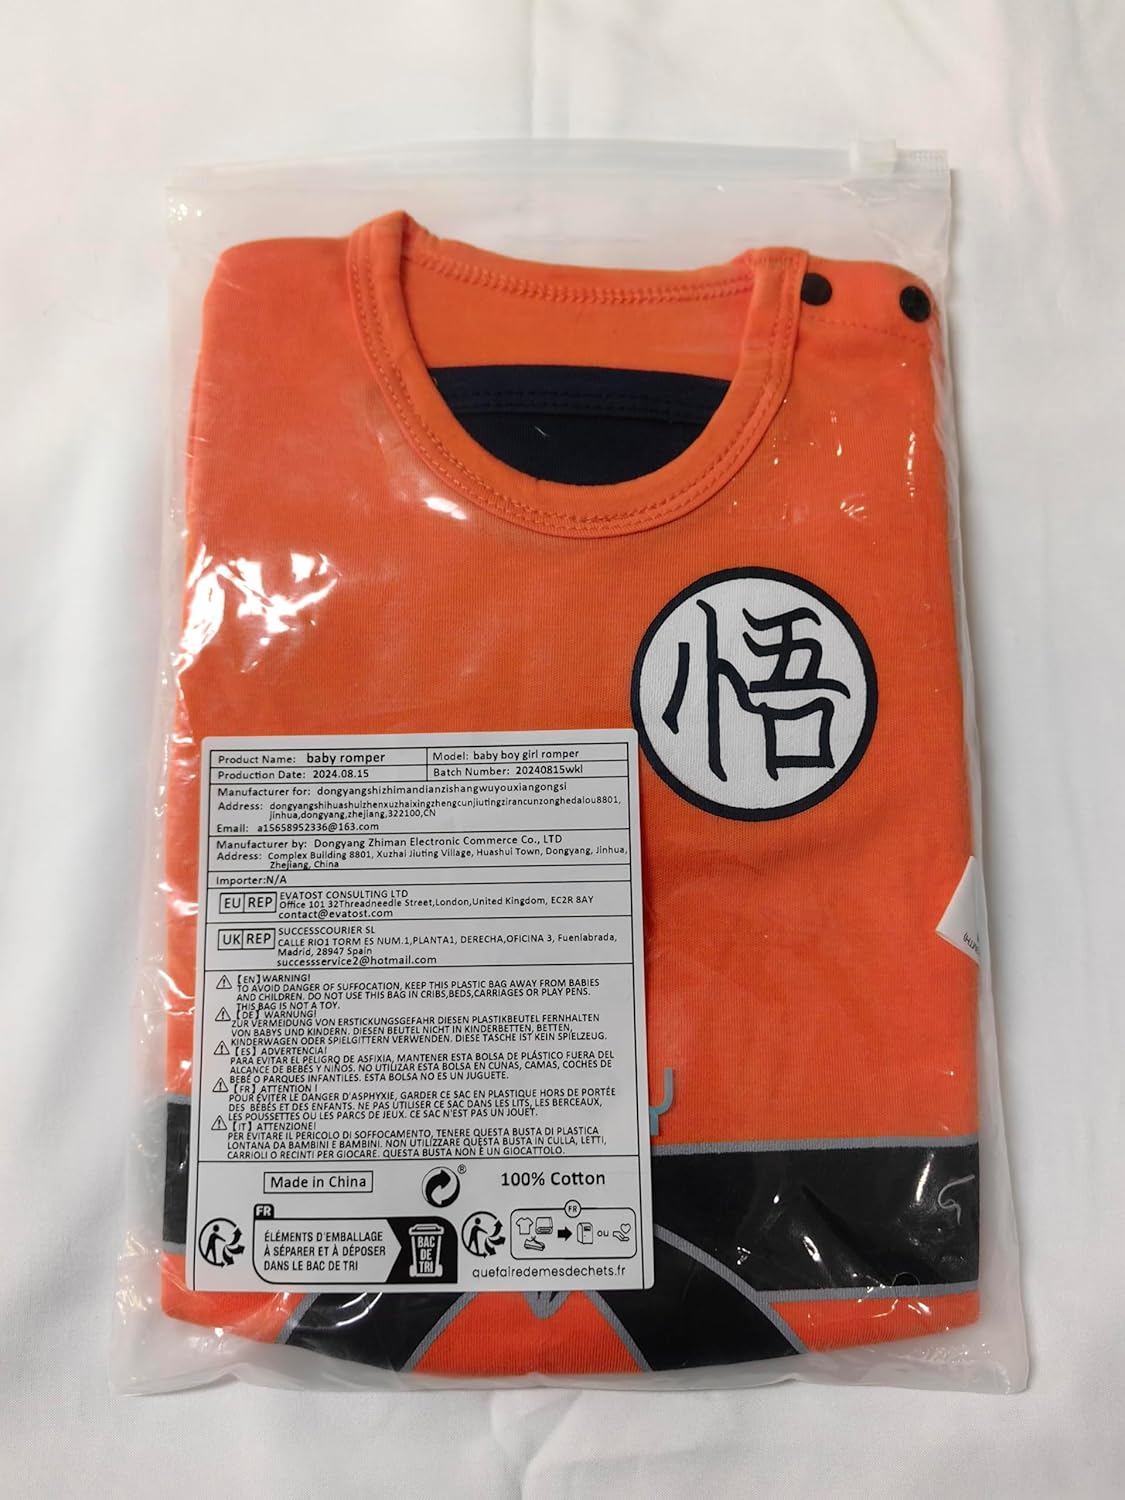 悟
Product Name: baby romper
Model: baby boy girl romper
Production Date: 2024.08.15
Batch Number: 20240815wkl
Manufacturer for: dongyangshizhimandianzishangwuyouxiangongsi
Address: dongyangshihuashuizhenxuzhaixingzhengcunjiutingzirancunzonghedalou8801,
jinhua,dongyang,zhejiang,322100,CN
Email: a15658952336@163.com
Manufacturer by: Dongyang Zhiman Electronic Commerce Co., LTD
Address: Complex Building 8801, Xuzhai Jiuting Village, Huashui Town, Dongyang, Jinhua,
Zhejiang, China
Importer:N/A
EU REP
EVATOST CONSULTING LTD
Office 101 32Threadneedle Street,London,United Kingdom, EC2R 8AY
contact@evatost.com
UK REP
SUCCESSCOURIER SL
CALLE RIO1 TORM ES NUM.1,PLANTA1, DERECHA,OFICINA 3, Fuenlabrada,
Madrid, 28947 Spain
successservice2@hotmail.com
【EN】WARNING!
TO AVOID DANGER OF SUFFOCATION, KEEP THIS PLASTIC BAG AWAY FROM BABIES
AND CHILDREN. DO NOT USE THIS BAG IN CRIBS,BEDS,CARRIAGES OR PLAY PENS.
THIS BAG IS NOT A TOY.
【DE】WARNUNG!
ZUR VERMEIDUNG VON ERSTICKUNGSGEFAHR DIESEN PLASTIKBEUTEL FERNHALTEN
VON BABYS UND KINDERN. DIESEN BEUTEL NICHT IN KINDERBETTEN, BETTEN,
KINDERWAGEN ODER SPIELGITTERN VERWENDEN. DIESE TASCHE IST KEIN SPIELZEUG.
【ES】ADVERTENCIA!
PARA EVITAR EL PELIGRO DE ASFIXIA, MANTENER ESTA BOLSA DE PLÁSTICO FUERA DEL
ALCANCE DE BEBÉS Y NIÑOS. NO UTILIZAR ESTA BOLSA EN CUNAS, CAMAS, COCHES DE
BEBÉ O PARQUES INFANTILES. ESTA BOLSA NO ES UN JUGUETE.
【FR】ATTENTION !
POUR ÉVITER LE DANGER D'ASPHYXIE, GARDER CE SAC EN PLASTIQUE HORS DE PORTÉE
DES BÉBÉS ET DES ENFANTS. NE PAS UTILISER CE SAC DANS LES LITS, LES BERCEAUX,
LES POUSSETTES OU LES PARCS DE JEUX. CE SAC N'EST PAS UN JOUET.
【IT】ATTENZIONE!
PER EVITARE IL PERICOLO DI SOFFOCAMENTO, TENERE QUESTA BUSTA DI PLASTICA
LONTANA DA BAMBINI E BAMBINI. NON UTILIZZARE QUESTA BUSTA IN CULLA, LETTI,
CARRIOLI O RECINTI PER GIOCARE. QUESTA BUSTA NON È UN GIOCATTOLO.
Made in China
®
100% Cotton
FR
ÉLÉMENTS D'EMBALLAGE
À SÉPARER ET À DÉPOSER
DANS LE BAC DE TRI
BAC
DE
TRI
FR
OU
quefairedemesdechets.fr